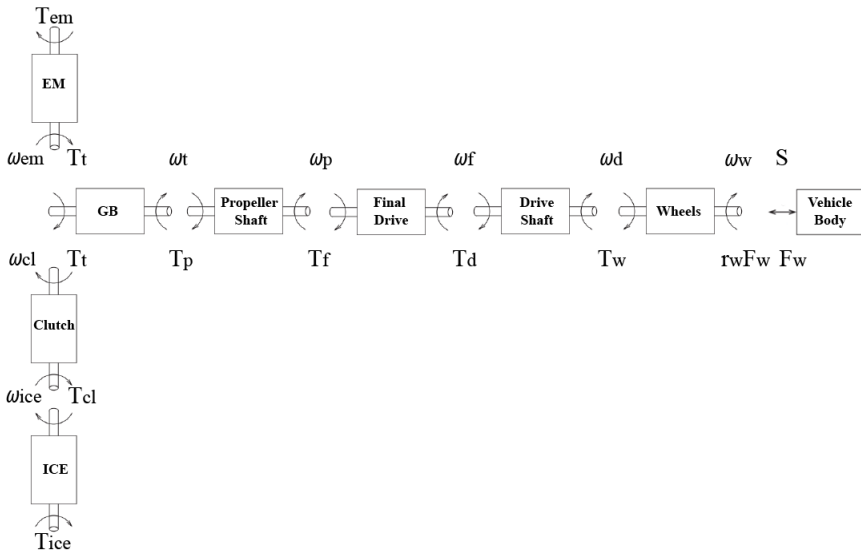 Tem
EM
ωem Tt ωt ωp ωf ωd ωw S
GB
Propeller
Shaft
Final
Drive
Drive
Shaft
Wheels
Vehicle
Body
ωcl Tt Tp Tf Td Tw rwFw Fw
Clutch
ωice Tcl
ICE
Tice